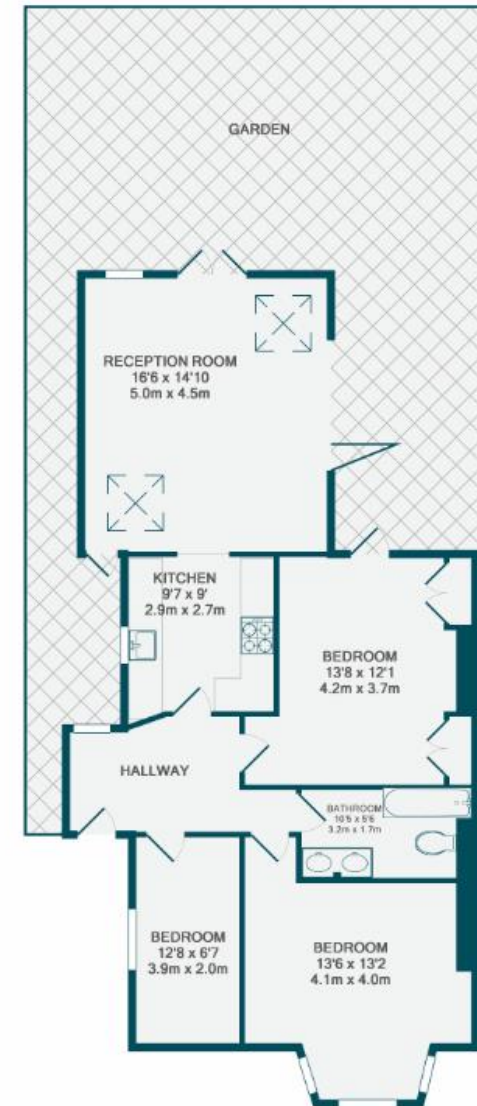 GARDEN
RECEPTION ROOM
16'6 x 14'10
5.0m x 4.5m
KITCHEN
9'7 x 9'
2.9m x 2.7m
BEDROOM
13'8 x 12'1
4.2m x 3.7m
HALLWAY
BATHROOM
10'5 x 5'6
3.2m x 1.7m
BEDROOM
12'8 x 6'7
3.9m x 2.0m
BEDROOM
13'6 x 13'2
4.1m x 4.0m